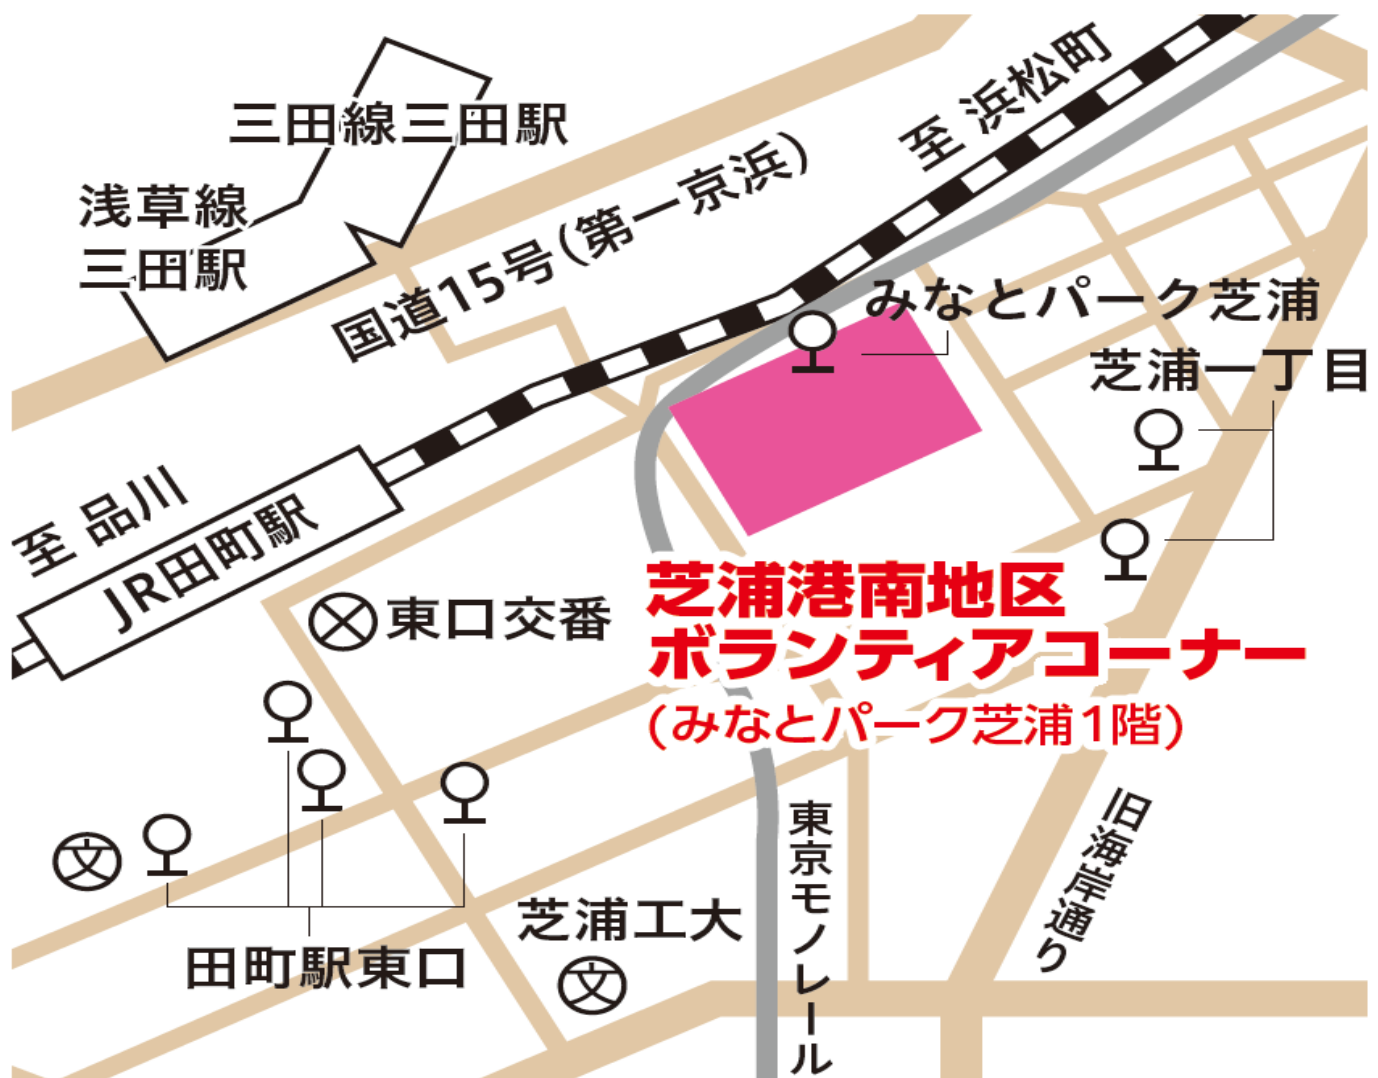 三田線三田駅
浅草線
三田駅
国道15号(第一京浜)
至 浜松町
みなとパーク芝浦
芝浦一丁目
至 品川
JR田町駅
東口交番
芝浦港南地区
ボランティアコーナー
(みなとパーク芝浦1階)
文
田町駅東口
芝浦工大
文
東京モノレール
旧海岸通り